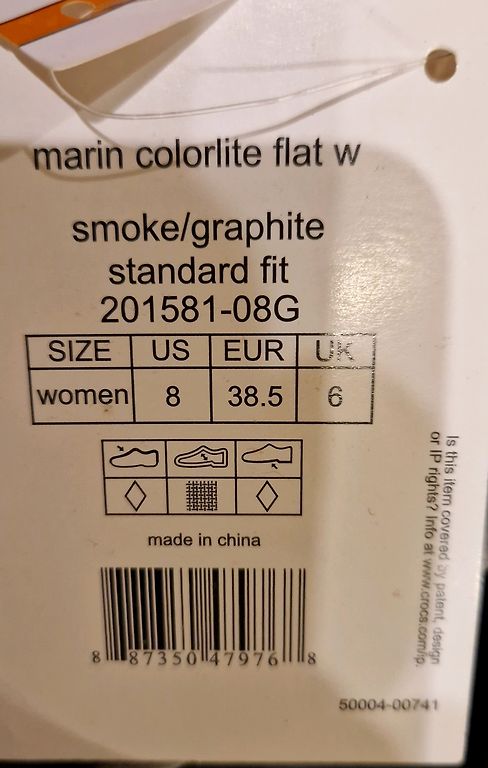 marin colorlite flat w
smoke/graphite
standard fit
201581-08G
SIZE US EUR UK
women 8 38.5 6
made in china
8 87350 47976 8
50004-00741
Is this item covered by patent, design
or IP rights? Info at www.crocs.com/ip.